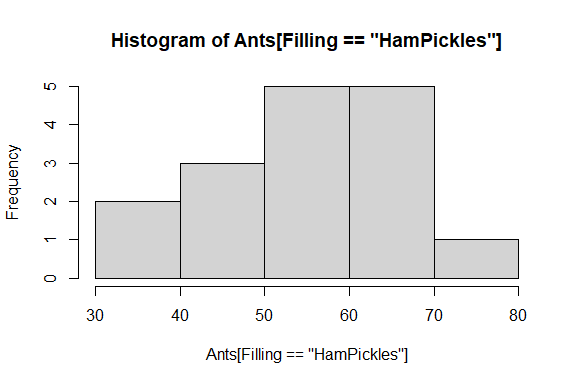 Histogram of Ants[Filling == "HamPickles"]
Frequency
5
4
3
2
1
0
30 40 50 60 70 80
Ants[Filling == "HamPickles"]